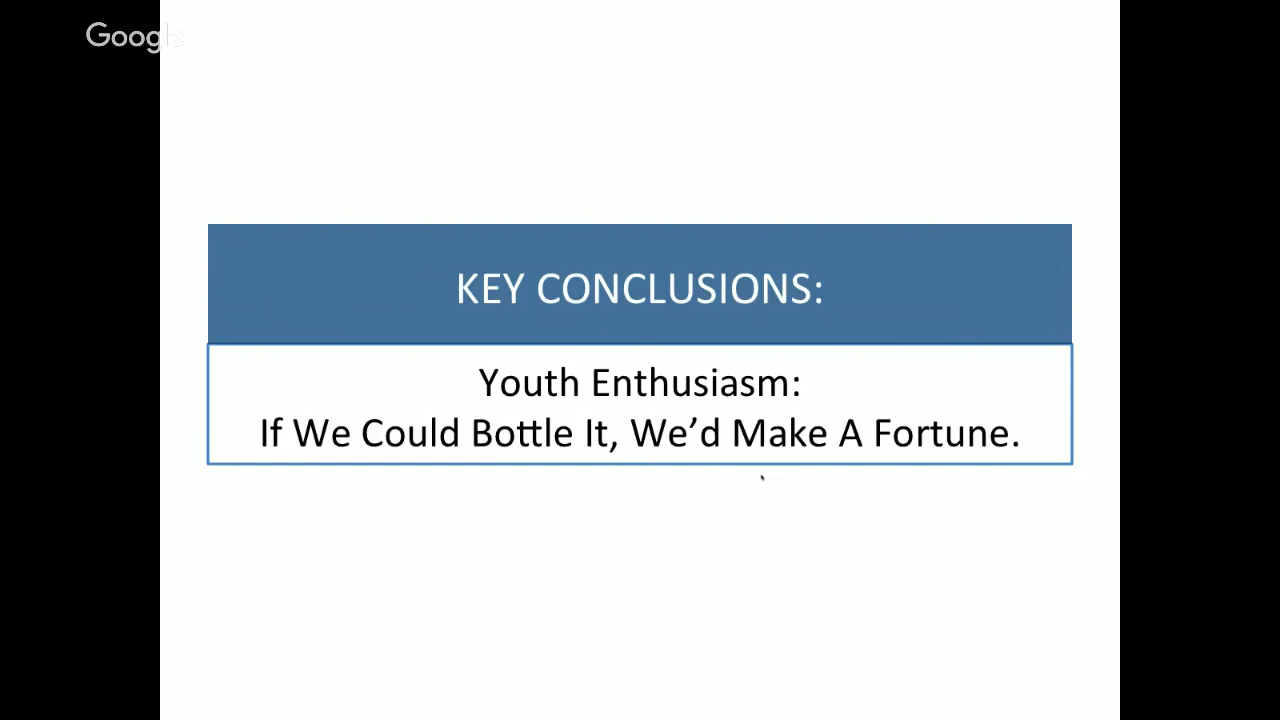 Google
KEY CONCLUSIONS:
Youth Enthusiasm:
If We Could Bottle It, We’d Make A Fortune.